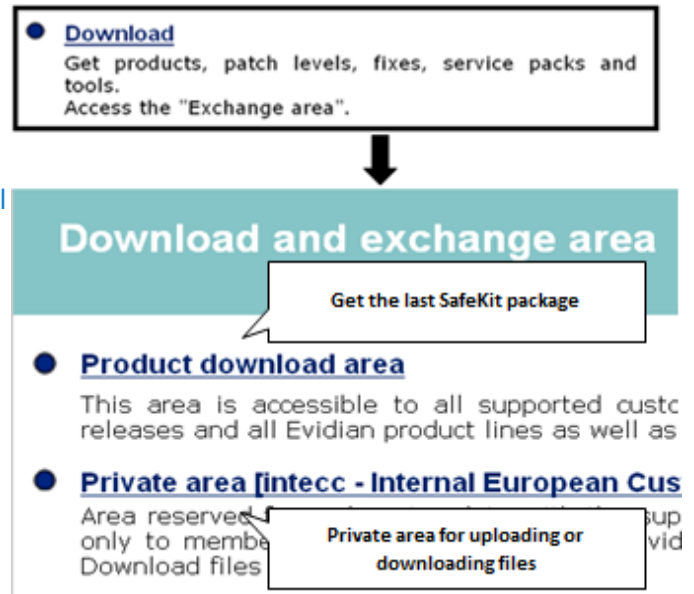 Download
Get products, patch levels, fixes, service packs and
tools.
Access the "Exchange area".
Download and exchange area
Get the last SafeKit package
Product download area
This area is accessible to all supported custo
releases and all Evidian product lines as well as
Private area [intecc - Internal European Cus
Area reserved sup
only to membe vid
Download files
Private area for uploading or
downloading files